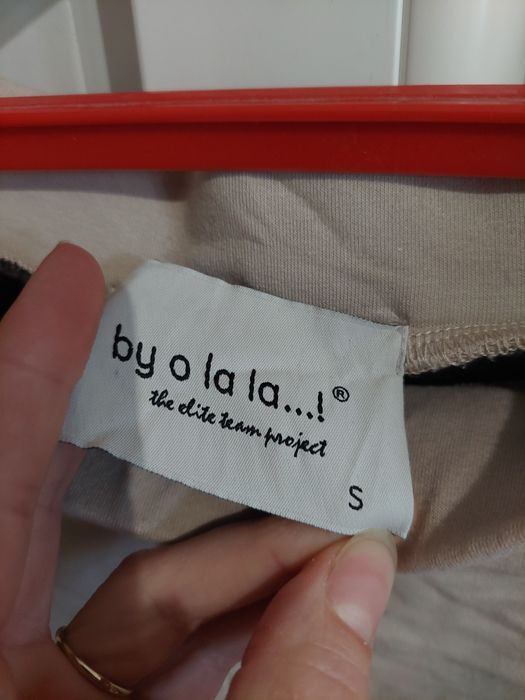 by o la la...!®
the elite team project
S